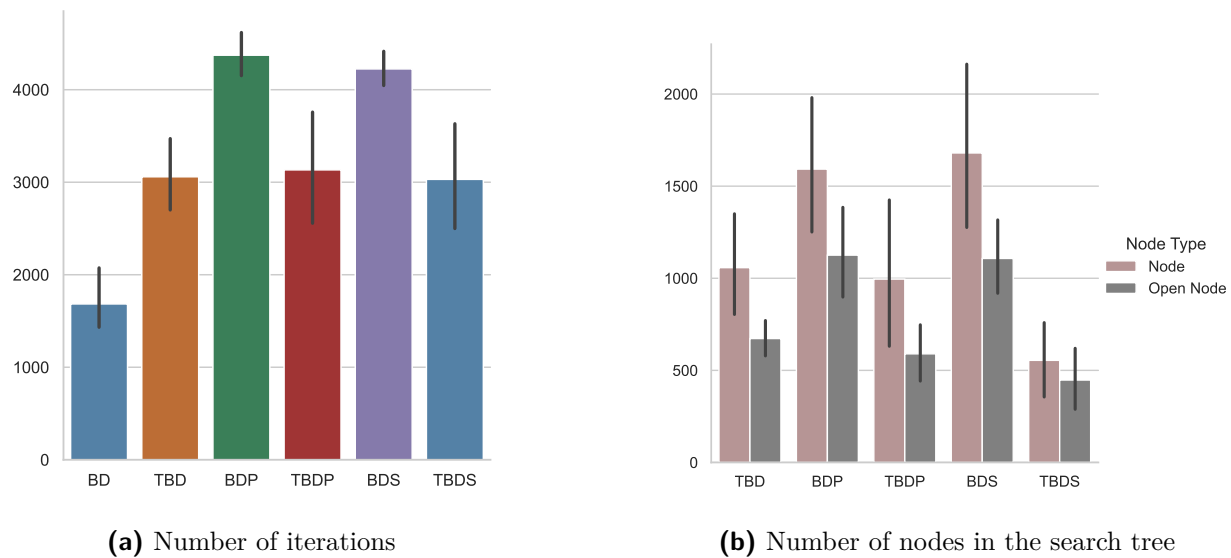 4000
3000
2000
1000
0
BD TBD BDP TBDP BDS TBDS
(a) Number of iterations
2000
1500
1000
500
0
TBD BDP TBDP BDS TBDS
Node Type
Node
Open Node
(b) Number of nodes in the search tree